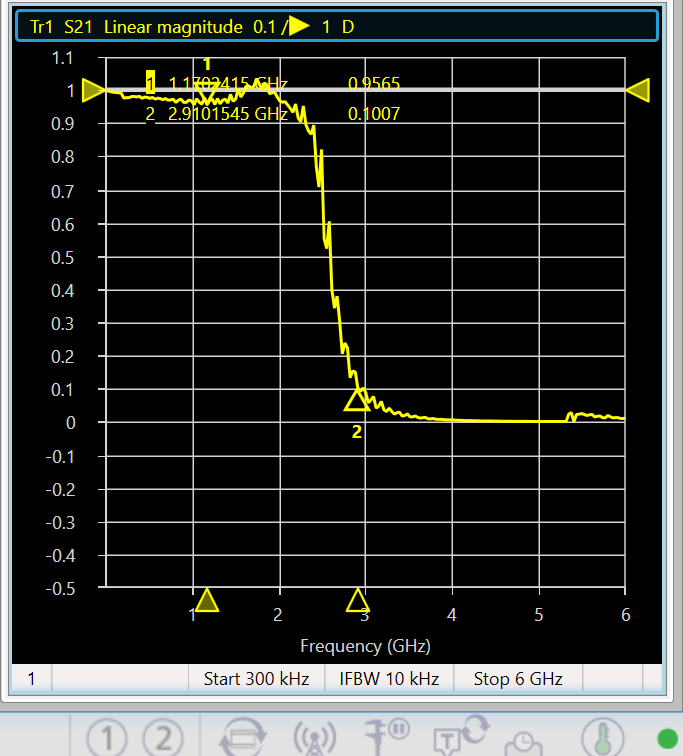 Tr1 S21 Linear magnitude 0.1 / 1 D
1.1
1
1 1.1702415 GHz 0.9565
1
0.9
2 2.9101545 GHz 0.1007
0.8
0.7
0.6
0.5
0.4
0.3
0.2
0.1
0
2
-0.1
-0.2
-0.3
-0.4
-0.5
1 2 3 4 5 6
Frequency (GHz)
1 Start 300 kHz IFBW 10 kHz Stop 6 GHz
1 2 T